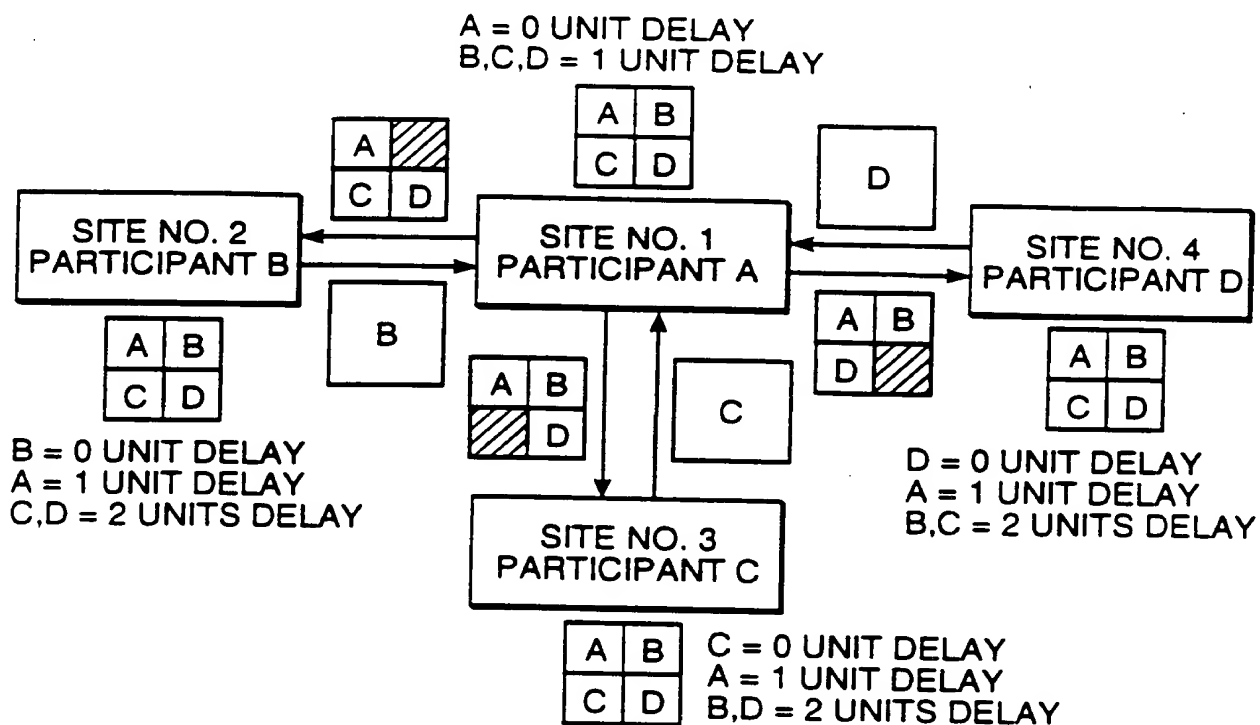 A = 0 UNIT DELAY
B,C,D = 1 UNIT DELAY
A B
C D
A
C D
D
SITE NO. 2
PARTICIPANT B
SITE NO. 1
PARTICIPANT A
SITE NO. 4
PARTICIPANT D
A B
C D
B
A B
D
C
A B
D
A B
C D
B = 0 UNIT DELAY
A = 1 UNIT DELAY
C,D = 2 UNITS DELAY
D = 0 UNIT DELAY
A = 1 UNIT DELAY
B,C = 2 UNITS DELAY
SITE NO. 3
PARTICIPANT C
A B
C D
C = 0 UNIT DELAY
A = 1 UNIT DELAY
B,D = 2 UNITS DELAY